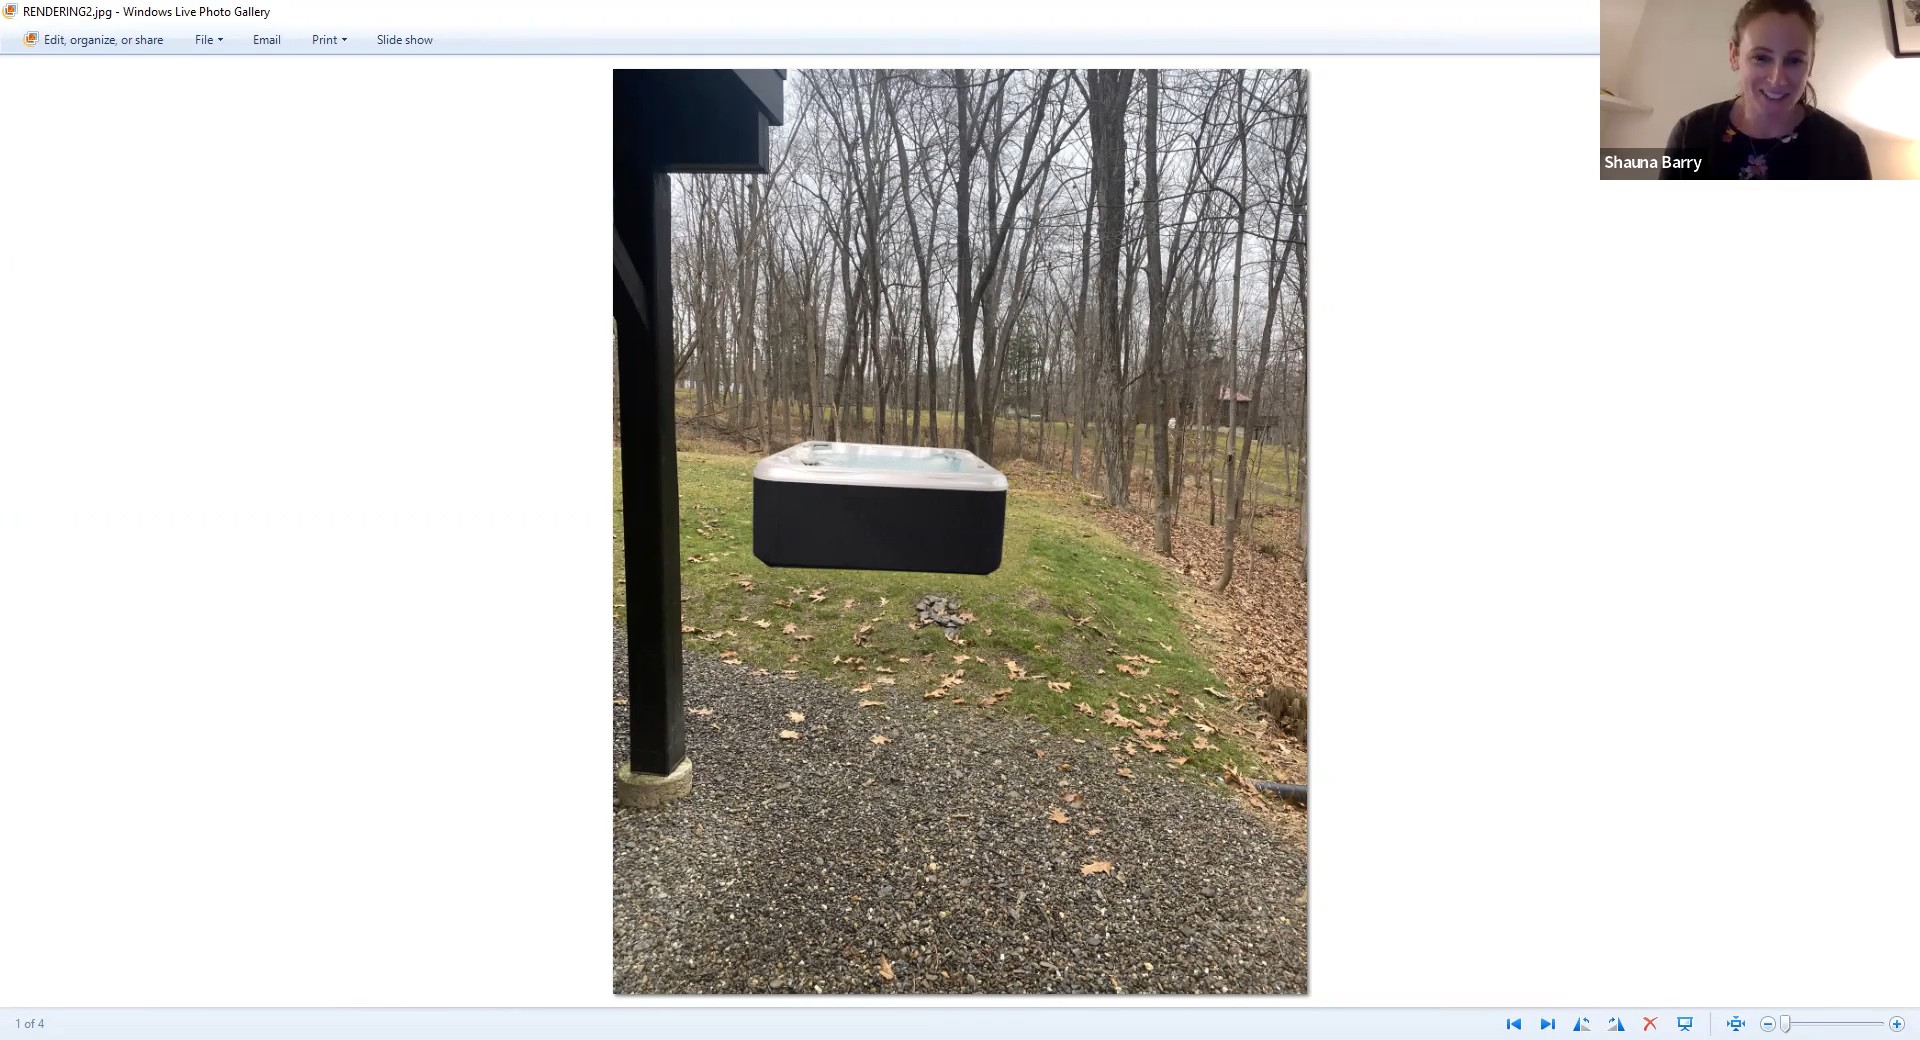 RENDERING2.jpg - Windows Live Photo Gallery
Edit, organize, or share File Email Print Slide show
Shauna Barry
1 of 4